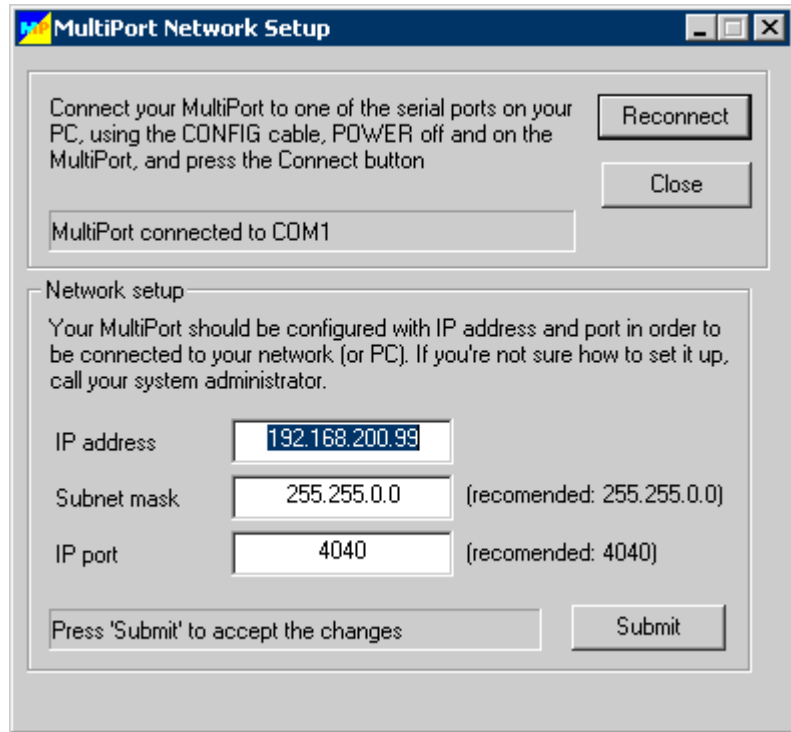 MP MultiPort Network Setup
Connect your MultiPort to one of the serial ports on your
PC, using the CONFIG cable, POWER off and on the
MultiPort, and press the Connect button
Reconnect
Close
MultiPort connected to COM1
Network setup
Your MultiPort should be configured with IP address and port in order to
be connected to your network (or PC). If you're not sure how to set it up,
call your system administrator.
IP address 192.168.200.99
Subnet mask 255.255.0.0 (recomended: 255.255.0.0)
IP port 4040 (recomended: 4040)
Press 'Submit' to accept the changes
Submit